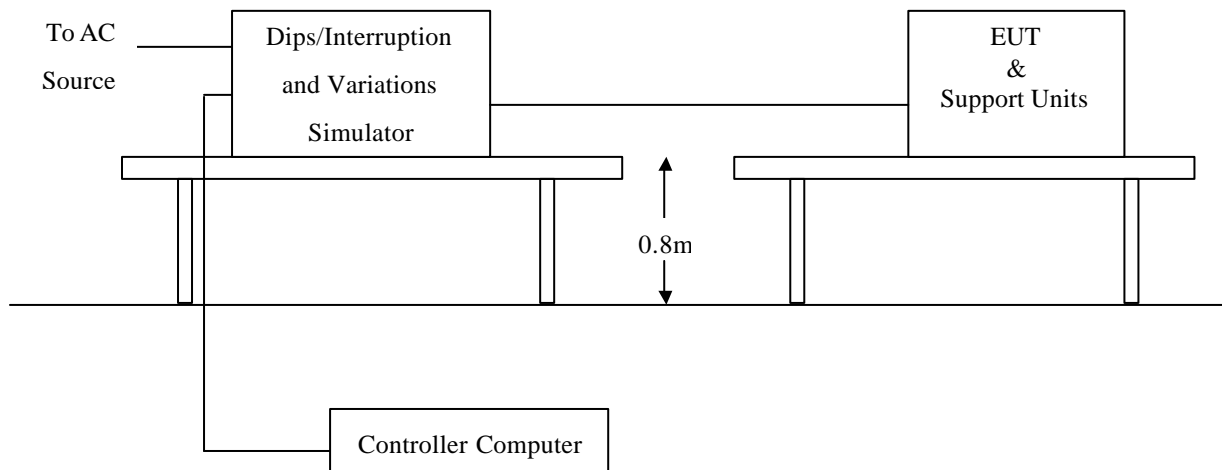 To AC
Source
Dips/Interruption
and Variations
Simulator
EUT
&
Support Units
0.8m
Controller Computer